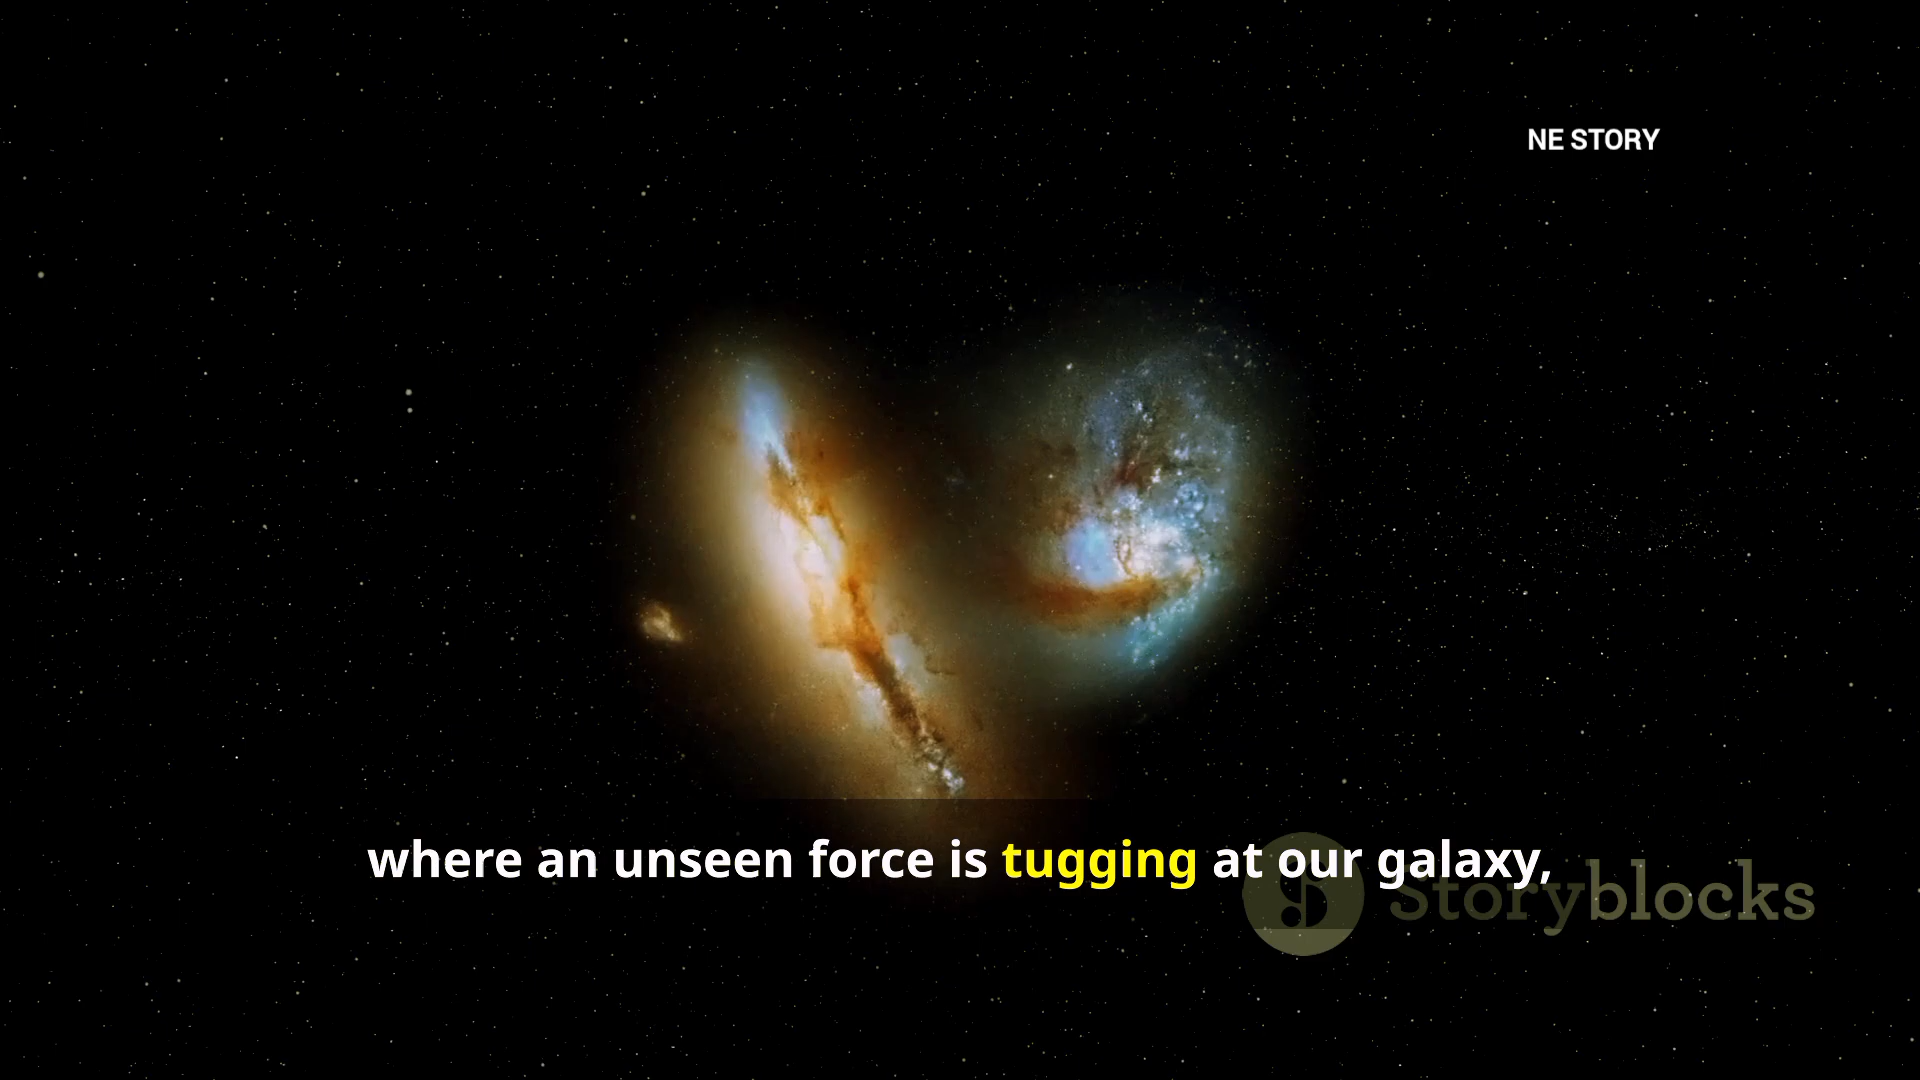 NE STORY
where an unseen force is tugging at our galaxy,
Storyblocks